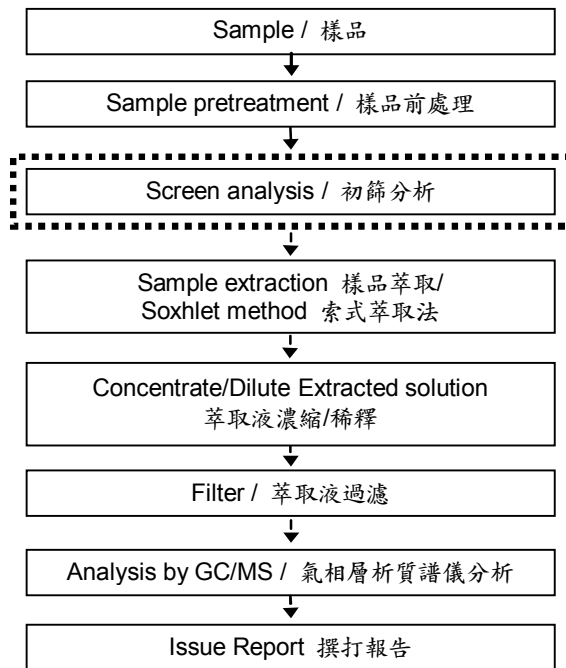 Sample / 樣品
Sample pretreatment / 樣品前處理
Screen analysis / 初篩分析
Sample extraction 樣品萃取/
Soxhlet method 索式萃取法
Concentrate/Dilute Extracted solution
萃取液濃縮/稀釋
Filter / 萃取液過濾
Analysis by GC/MS / 氣相層析質譜儀分析
Issue Report 撰打報告